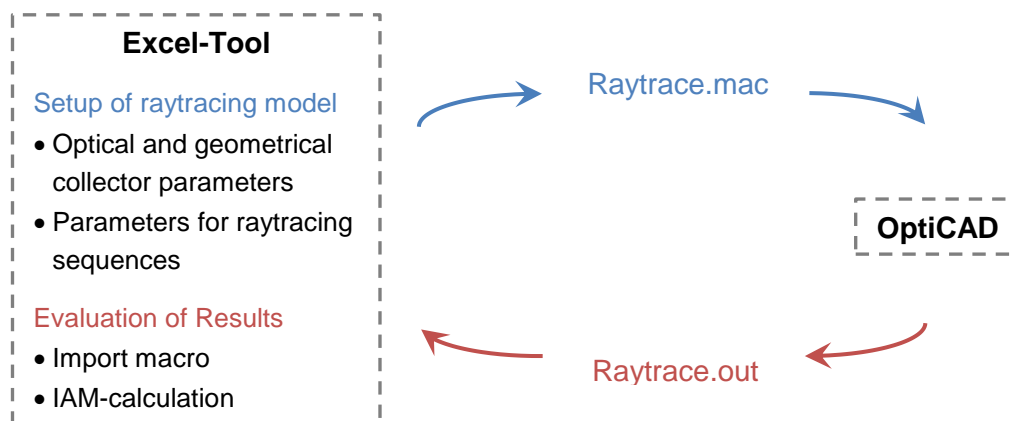 Excel-Tool
Setup of raytracing model
• Optical and geometrical
collector parameters
• Parameters for raytracing
sequences
Evaluation of Results
• Import macro
• IAM-calculation
Raytrace.mac
OptiCAD
Raytrace.out